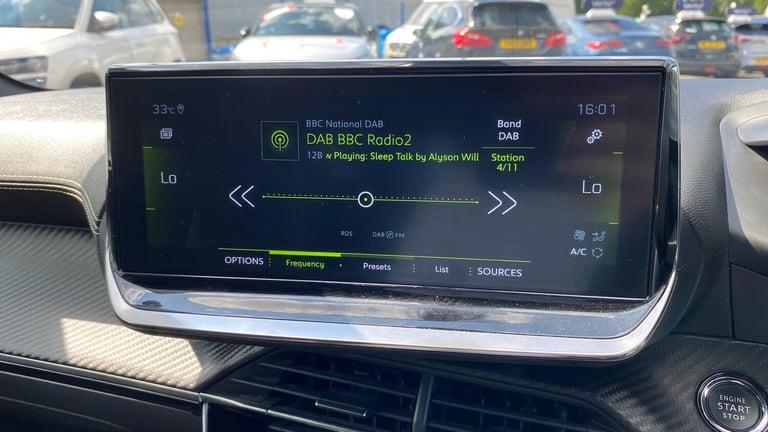 33°C
16:01
BBC National DAB
DAB BBC Radio2
12B w Playing: Sleep Talk by Alyson Will
Band
DAB
Station
4/11
Lo
Lo
RDS
DAB FM
A/C
OPTIONS
Frequency
Presets
List
SOURCES
ENGINE
START
STOP